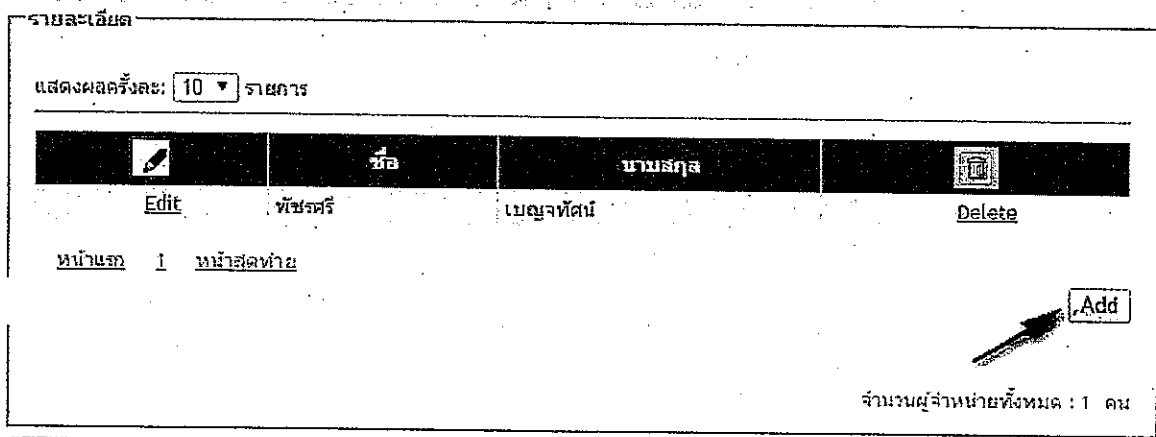 รายละเอียด
แสดงผลครั้งละ: 10 รายการ
ชื่อ นามสกุล
Edit พัชรศรี เบญจทัศน์ Delete
หน้าแรก 1 หน้าสุดท้าย
Add
จำนวนผู้จำหน่ายทั้งหมด : 1 คน